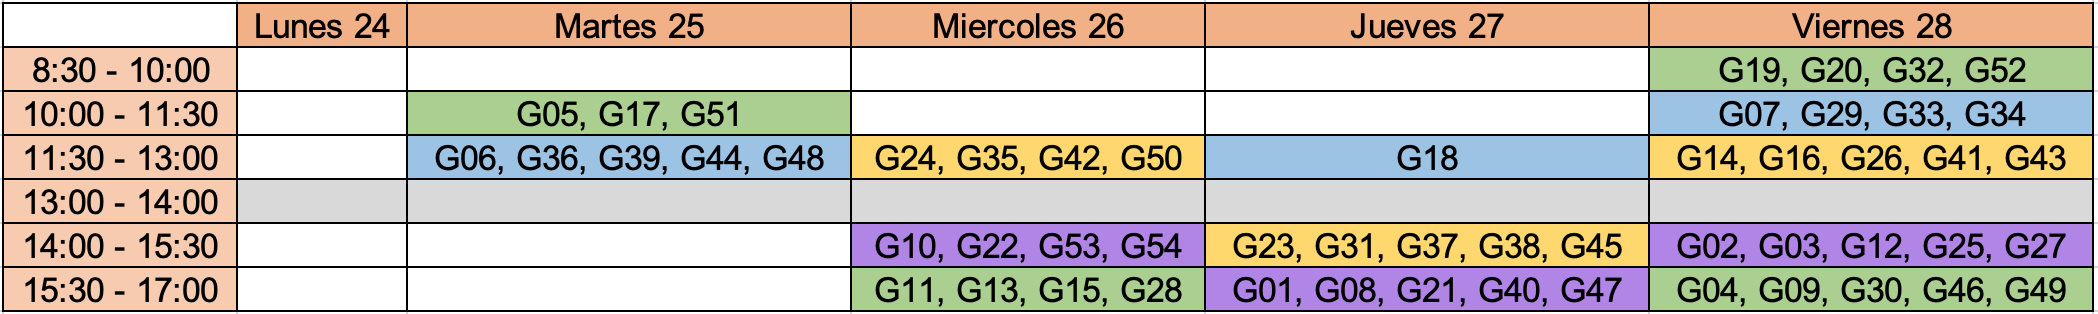 Lunes 24 Martes 25 Miercoles 26 Jueves 27 Viernes 28
8:30 - 10:00 G19, G20, G32, G52
10:00 - 11:30 G05, G17, G51 G07, G29, G33, G34
11:30 - 13:00 G06, G36, G39, G44, G48 G24, G35, G42, G50 G18 G14, G16, G26, G41, G43
13:00 - 14:00
14:00 - 15:30 G10, G22, G53, G54 G23, G31, G37, G38, G45 G02, G03, G12, G25, G27
15:30 - 17:00 G11, G13, G15, G28 G01, G08, G21, G40, G47 G04, G09, G30, G46, G49